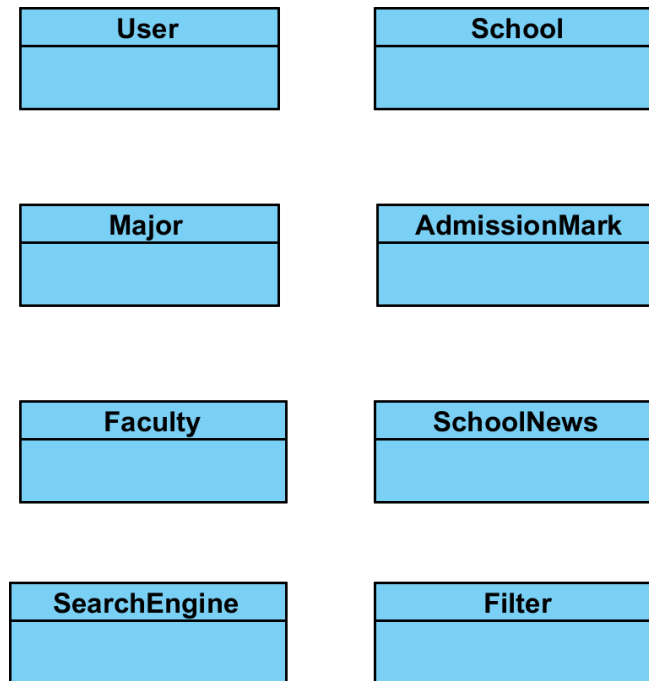 User
School
Major
AdmissionMark
Faculty
SchoolNews
SearchEngine
Filter